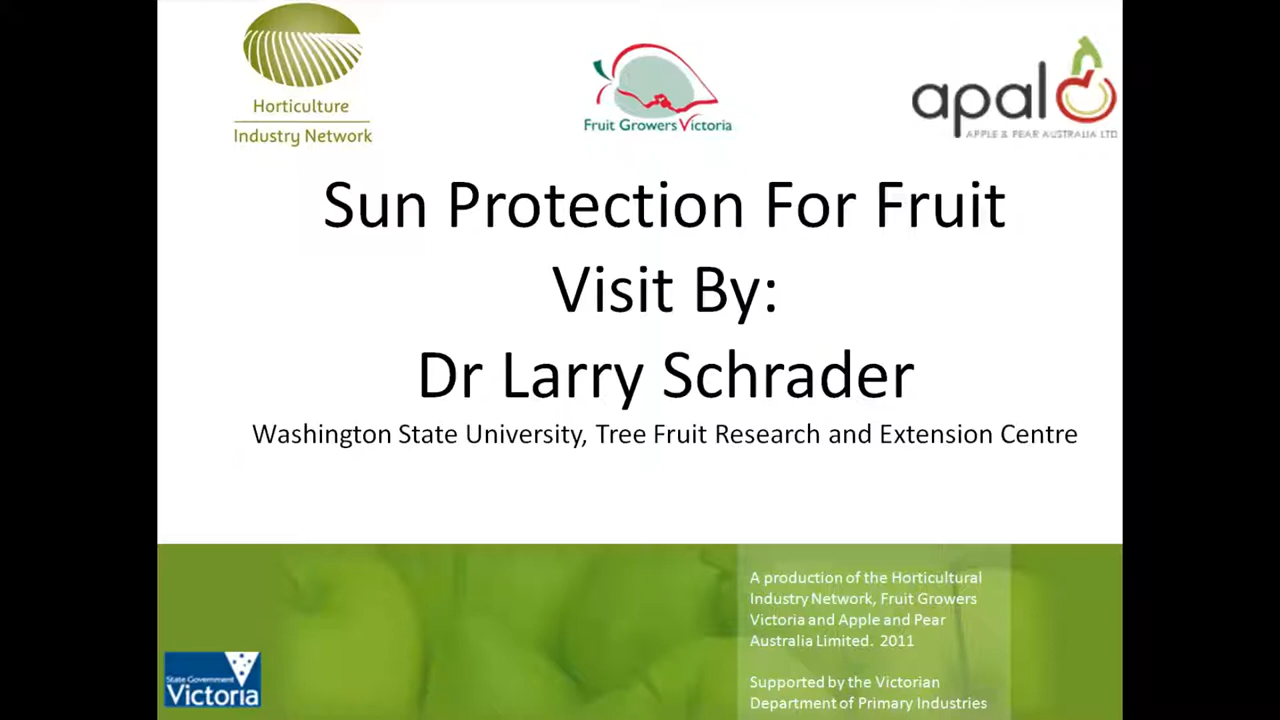 Horticulture
Industry Network
Fruit Growers Victoria
apal
APPLE & PEAR AUSTRALIA LTD
Sun Protection For Fruit
Visit By:
Dr Larry Schrader
Washington State University, Tree Fruit Research and Extension Centre
A production of the Horticultural
Industry Network, Fruit Growers
Victoria and Apple and Pear
Australia Limited.  2011
Supported by the Victorian
Department of Primary Industries
State Government
Victoria